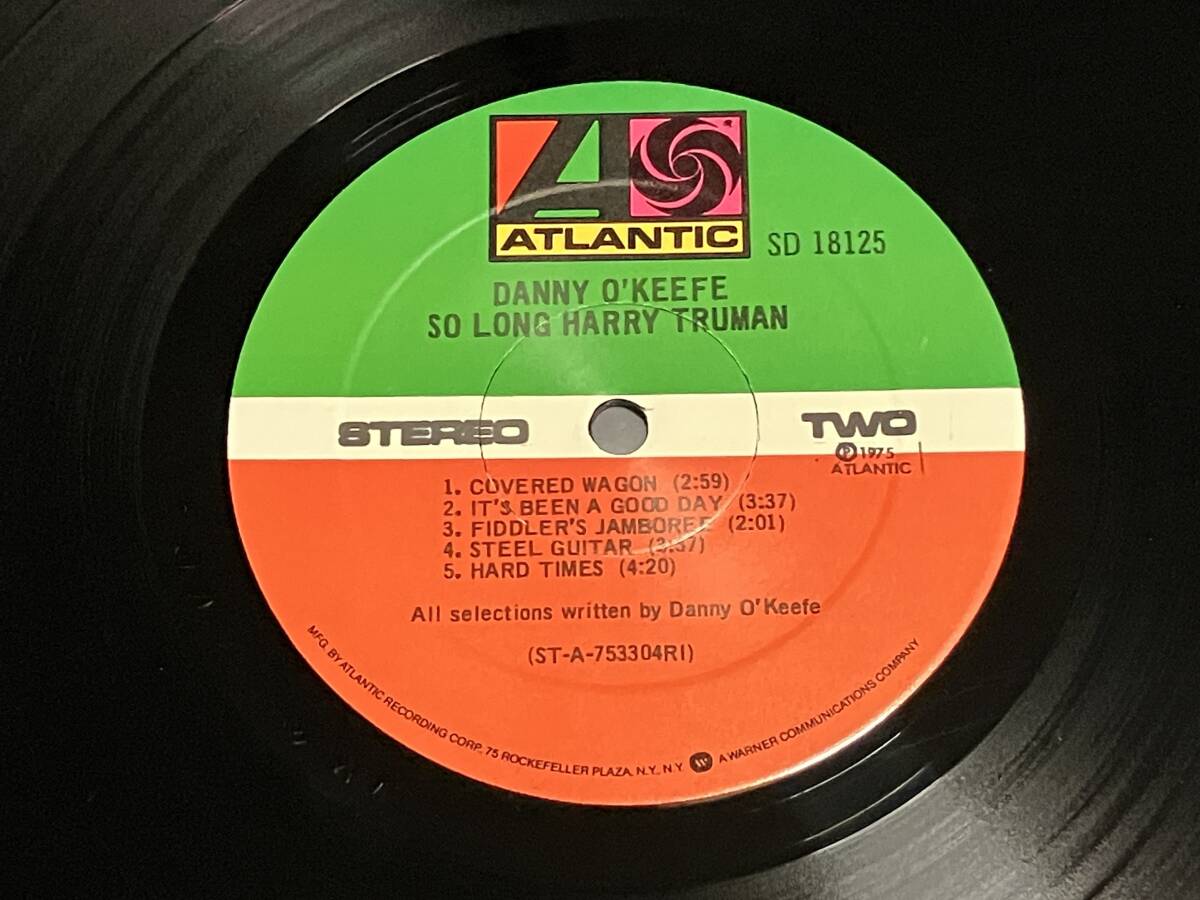 ATLANTIC
SD 18125
DANNY O'KEEFE
SO LONG HARRY TRUMAN
STEREO
TWO
Ⓟ 1975
ATLANTIC
1. COVERED WAGON (2:59)
2. IT'S BEEN A GOOD DAY (3:37)
3. FIDDLER'S JAMBOREE (2:01)
4. STEEL GUITAR (3:37)
5. HARD TIMES (4:20)
All selections written by Danny O'Keefe
(ST-A-753304RI)
MFG. BY ATLANTIC RECORDING CORP. 75 ROCKEFELLER PLAZA, N.Y., N.Y. A WARNER COMMUNICATIONS COMPANY